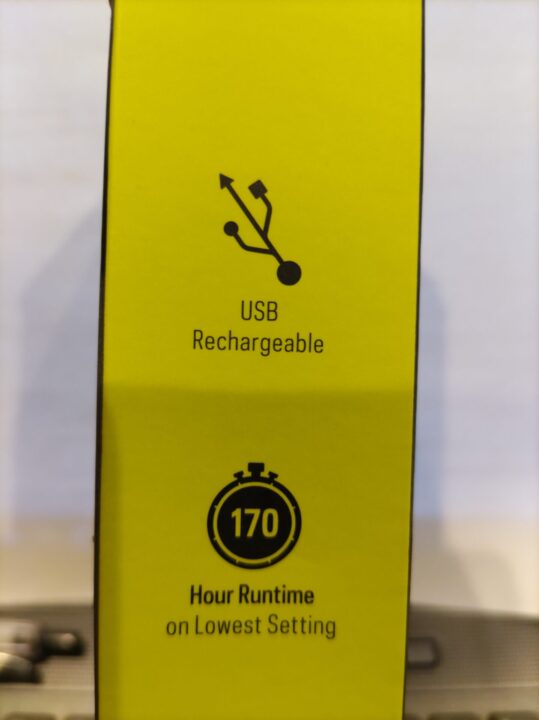 USB
Rechargeable
170
Hour Runtime
on Lowest Setting